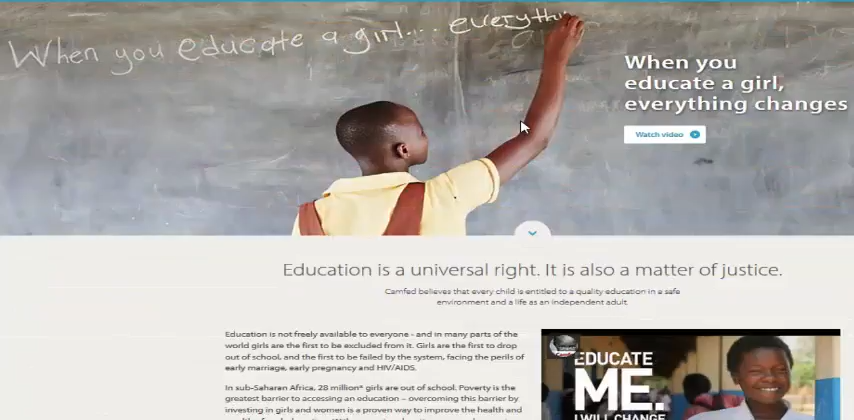 When you educate a girl... everythi
When you
educate a girl,
everything changes
Watch video
Education is a universal right. It is also a matter of justice.
Camfed believes that every child is entitled to a quality education in a safe
environment and a life as an independent adult.
Education is not freely available to everyone - and in many parts of the
world girls are the first to be excluded from it. Girls are the first to drop
out of school, and the first to be failed by the system, facing the perils of
early marriage, early pregnancy and HIV/AIDS.
In sub-Saharan Africa, 28 million* girls are out of school. Poverty is the
greatest barrier to accessing an education – overcoming this barrier by
investing in girls and women is a proven way to improve the health and
EDUCATE
ME.
I WILL CHANGE